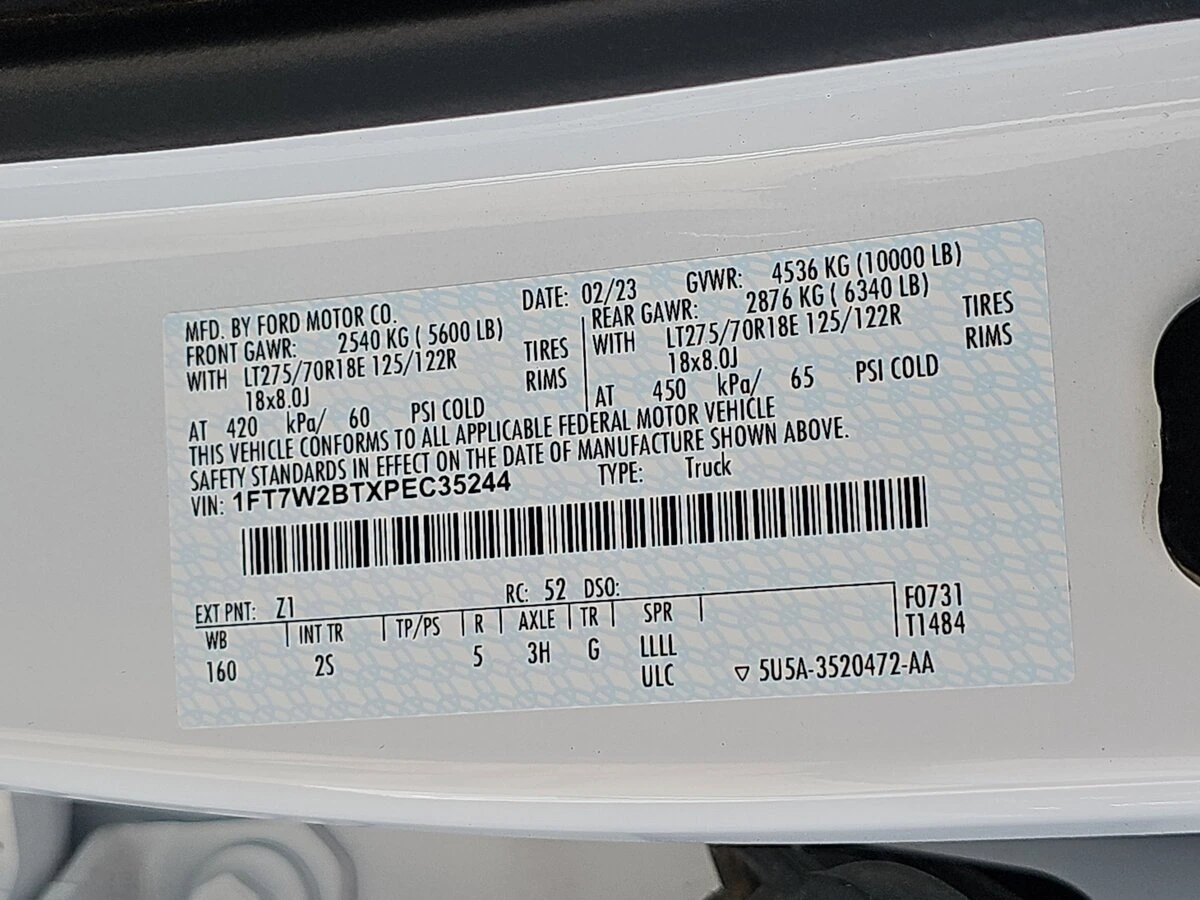 MFD. BY FORD MOTOR CO. DATE: 02/23 GVWR: 4536 KG (10000 LB)
FRONT GAWR: 2540 KG ( 5600 LB) REAR GAWR: 2876 KG ( 6340 LB)
WITH LT275/70R18E 125/122R TIRES WITH LT275/70R18E 125/122R TIRES
18x8.0J RIMS 18x8.0J RIMS
AT 420 kPa/ 60 PSI COLD AT 450 kPa/ 65 PSI COLD
THIS VEHICLE CONFORMS TO ALL APPLICABLE FEDERAL MOTOR VEHICLE
SAFETY STANDARDS IN EFFECT ON THE DATE OF MANUFACTURE SHOWN ABOVE.
VIN: 1FT7W2BTXPEC35244 TYPE: Truck
EXT PNT: Z1 RC: 52 DSO: F0731
WB INT TR TP/PS R AXLE TR SPR T1484
160 2S 5 3H G LLLL
ULC ▽ 5U5A-3520472-AA